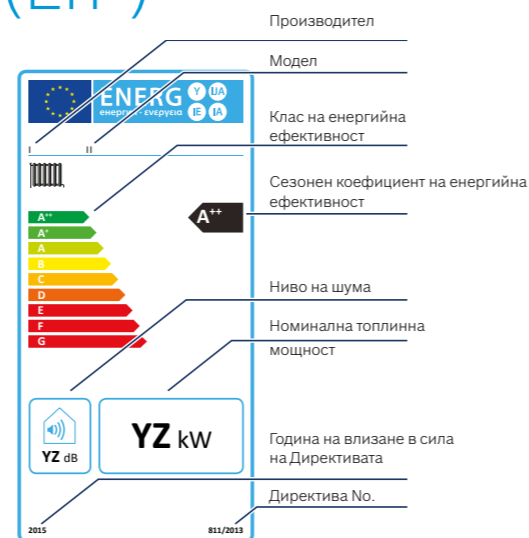 (ErP)
Производител
Модел
Клас на енергийна
ефективност
Сезонен коефициент на енергийна
ефективност
Ниво на шума
Номинална топлинна
мощност
Година на влизане в сила
на Директивата
Директива No.
ENERG
енергия · ενεργεια
Y
IJA
IE
IA
I
II
A++
A+
A
B
C
D
E
F
G
A++
YZ dB
YZ kW
2015
811/2013